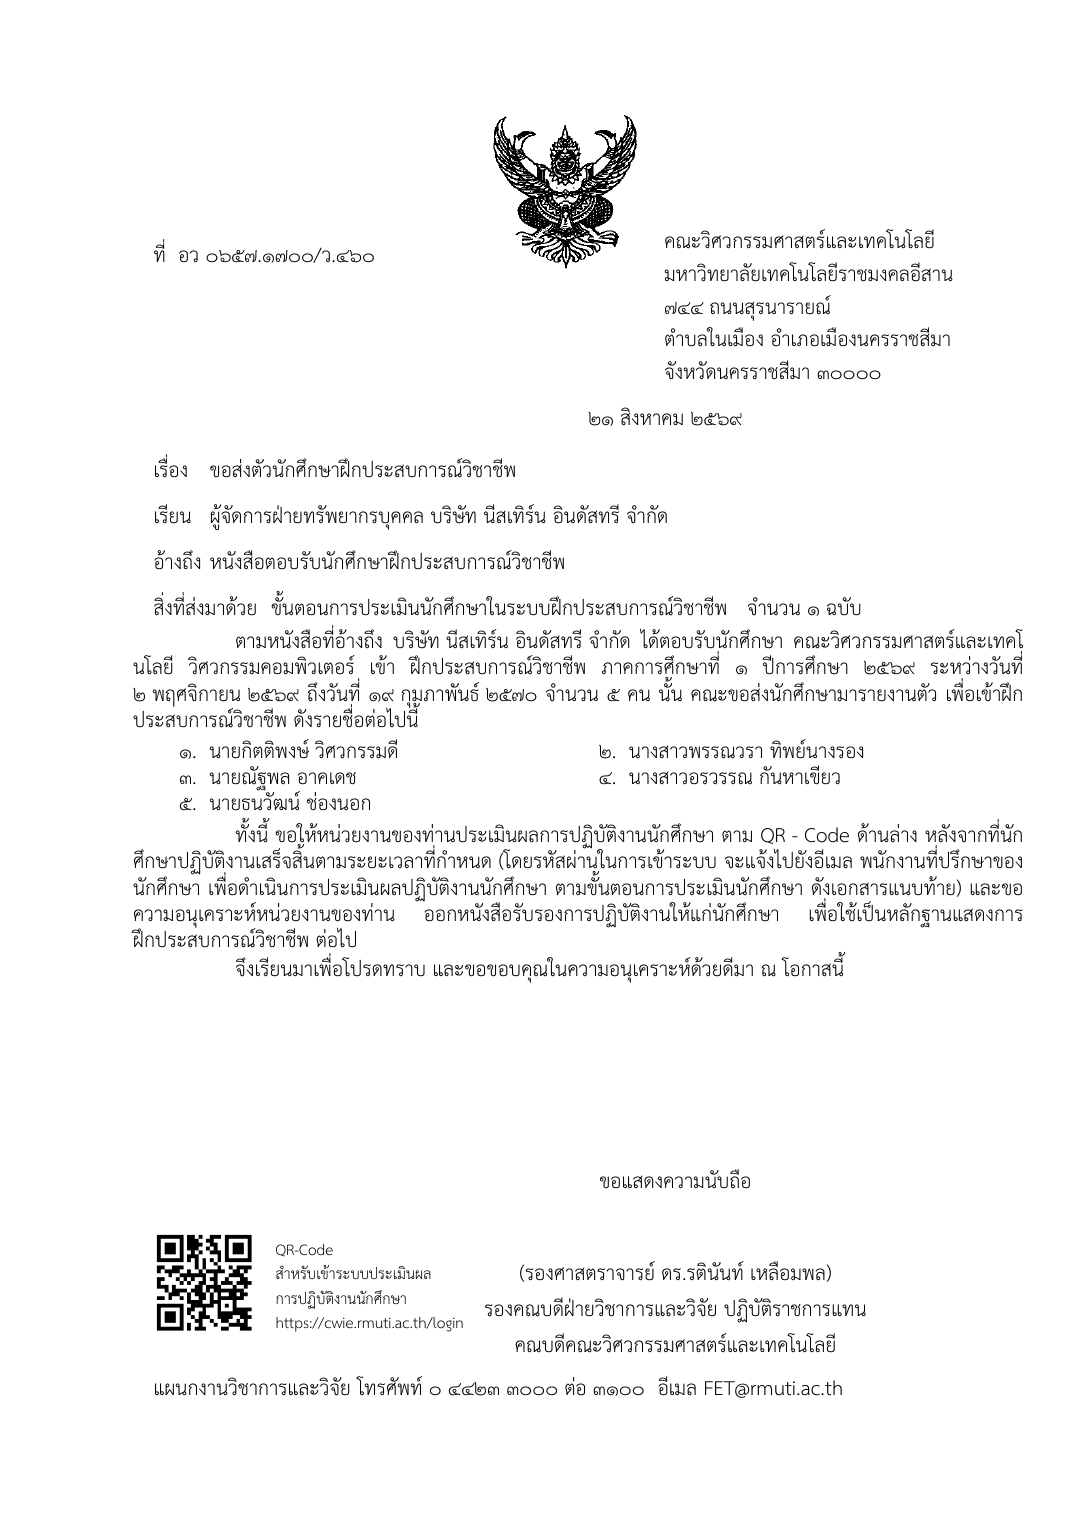 ที่ อว ๐๖๕๗.๑๗๐๐/ว.๔๖๐
คณะวิศวกรรมศาสตร์และเทคโนโลยี
มหาวิทยาลัยเทคโนโลยีราชมงคลอีสาน
๗๔๔ ถนนสุรนารายณ์
ตำบลในเมือง อำเภอเมืองนครราชสีมา
จังหวัดนครราชสีมา ๓๐๐๐๐
๒๑ สิงหาคม ๒๕๖๙
เรื่อง ขอส่งตัวนักศึกษาฝึกประสบการณ์วิชาชีพ
เรียน ผู้จัดการฝ่ายทรัพยากรบุคคล บริษัท นีสเทิร์น อินดัสทรี จำกัด
อ้างถึง หนังสือตอบรับนักศึกษาฝึกประสบการณ์วิชาชีพ
สิ่งที่ส่งมาด้วย ขั้นตอนการประเมินนักศึกษาในระบบฝึกประสบการณ์วิชาชีพ จำนวน ๑ ฉบับ
ตามหนังสือที่อ้างถึง บริษัท นีสเทิร์น อินดัสทรี จำกัด ได้ตอบรับนักศึกษา คณะวิศวกรรมศาสตร์และเทคโ
นโลยี วิศวกรรมคอมพิวเตอร์ เข้า ฝึกประสบการณ์วิชาชีพ ภาคการศึกษาที่ ๑ ปีการศึกษา ๒๕๖๙ ระหว่างวันที่
๒ พฤศจิกายน ๒๕๖๙ ถึงวันที่ ๑๙ กุมภาพันธ์ ๒๕๗๐ จำนวน ๕ คน นั้น คณะขอส่งนักศึกษามารายงานตัว เพื่อเข้าฝึก
ประสบการณ์วิชาชีพ ดังรายชื่อต่อไปนี้
๑. นายกิตติพงษ์ วิศวกรรมดี ๒. นางสาวพรรณวรา ทิพย์นางรอง
๓. นายณัฐพล อาคเดช ๔. นางสาวอรวรรณ กันหาเขียว
๕. นายธนวัฒน์ ช่องนอก
ทั้งนี้ ขอให้หน่วยงานของท่านประเมินผลการปฏิบัติงานนักศึกษา ตาม QR - Code ด้านล่าง หลังจากที่นัก
ศึกษาปฏิบัติงานเสร็จสิ้นตามระยะเวลาที่กำหนด (โดยรหัสผ่านในการเข้าระบบ จะแจ้งไปยังอีเมล พนักงานที่ปรึกษาของ
นักศึกษา เพื่อดำเนินการประเมินผลปฏิบัติงานนักศึกษา ตามขั้นตอนการประเมินนักศึกษา ดังเอกสารแนบท้าย) และขอ
ความอนุเคราะห์หน่วยงานของท่าน ออกหนังสือรับรองการปฏิบัติงานให้แก่นักศึกษา เพื่อใช้เป็นหลักฐานแสดงการ
ฝึกประสบการณ์วิชาชีพ ต่อไป
จึงเรียนมาเพื่อโปรดทราบ และขอขอบคุณในความอนุเคราะห์ด้วยดีมา ณ โอกาสนี้
ขอแสดงความนับถือ
QR-Code
สำหรับเข้าระบบประเมินผล
การปฏิบัติงานนักศึกษา
https://cwie.rmuti.ac.th/login
(รองศาสตราจารย์ ดร.รตินันท์ เหลือมพล)
รองคณบดีฝ่ายวิชาการและวิจัย ปฏิบัติราชการแทน
คณบดีคณะวิศวกรรมศาสตร์และเทคโนโลยี
แผนกงานวิชาการและวิจัย โทรศัพท์ ๐ ๔๔๒๓ ๓๐๐๐ ต่อ ๓๑๐๐ อีเมล FET@rmuti.ac.th